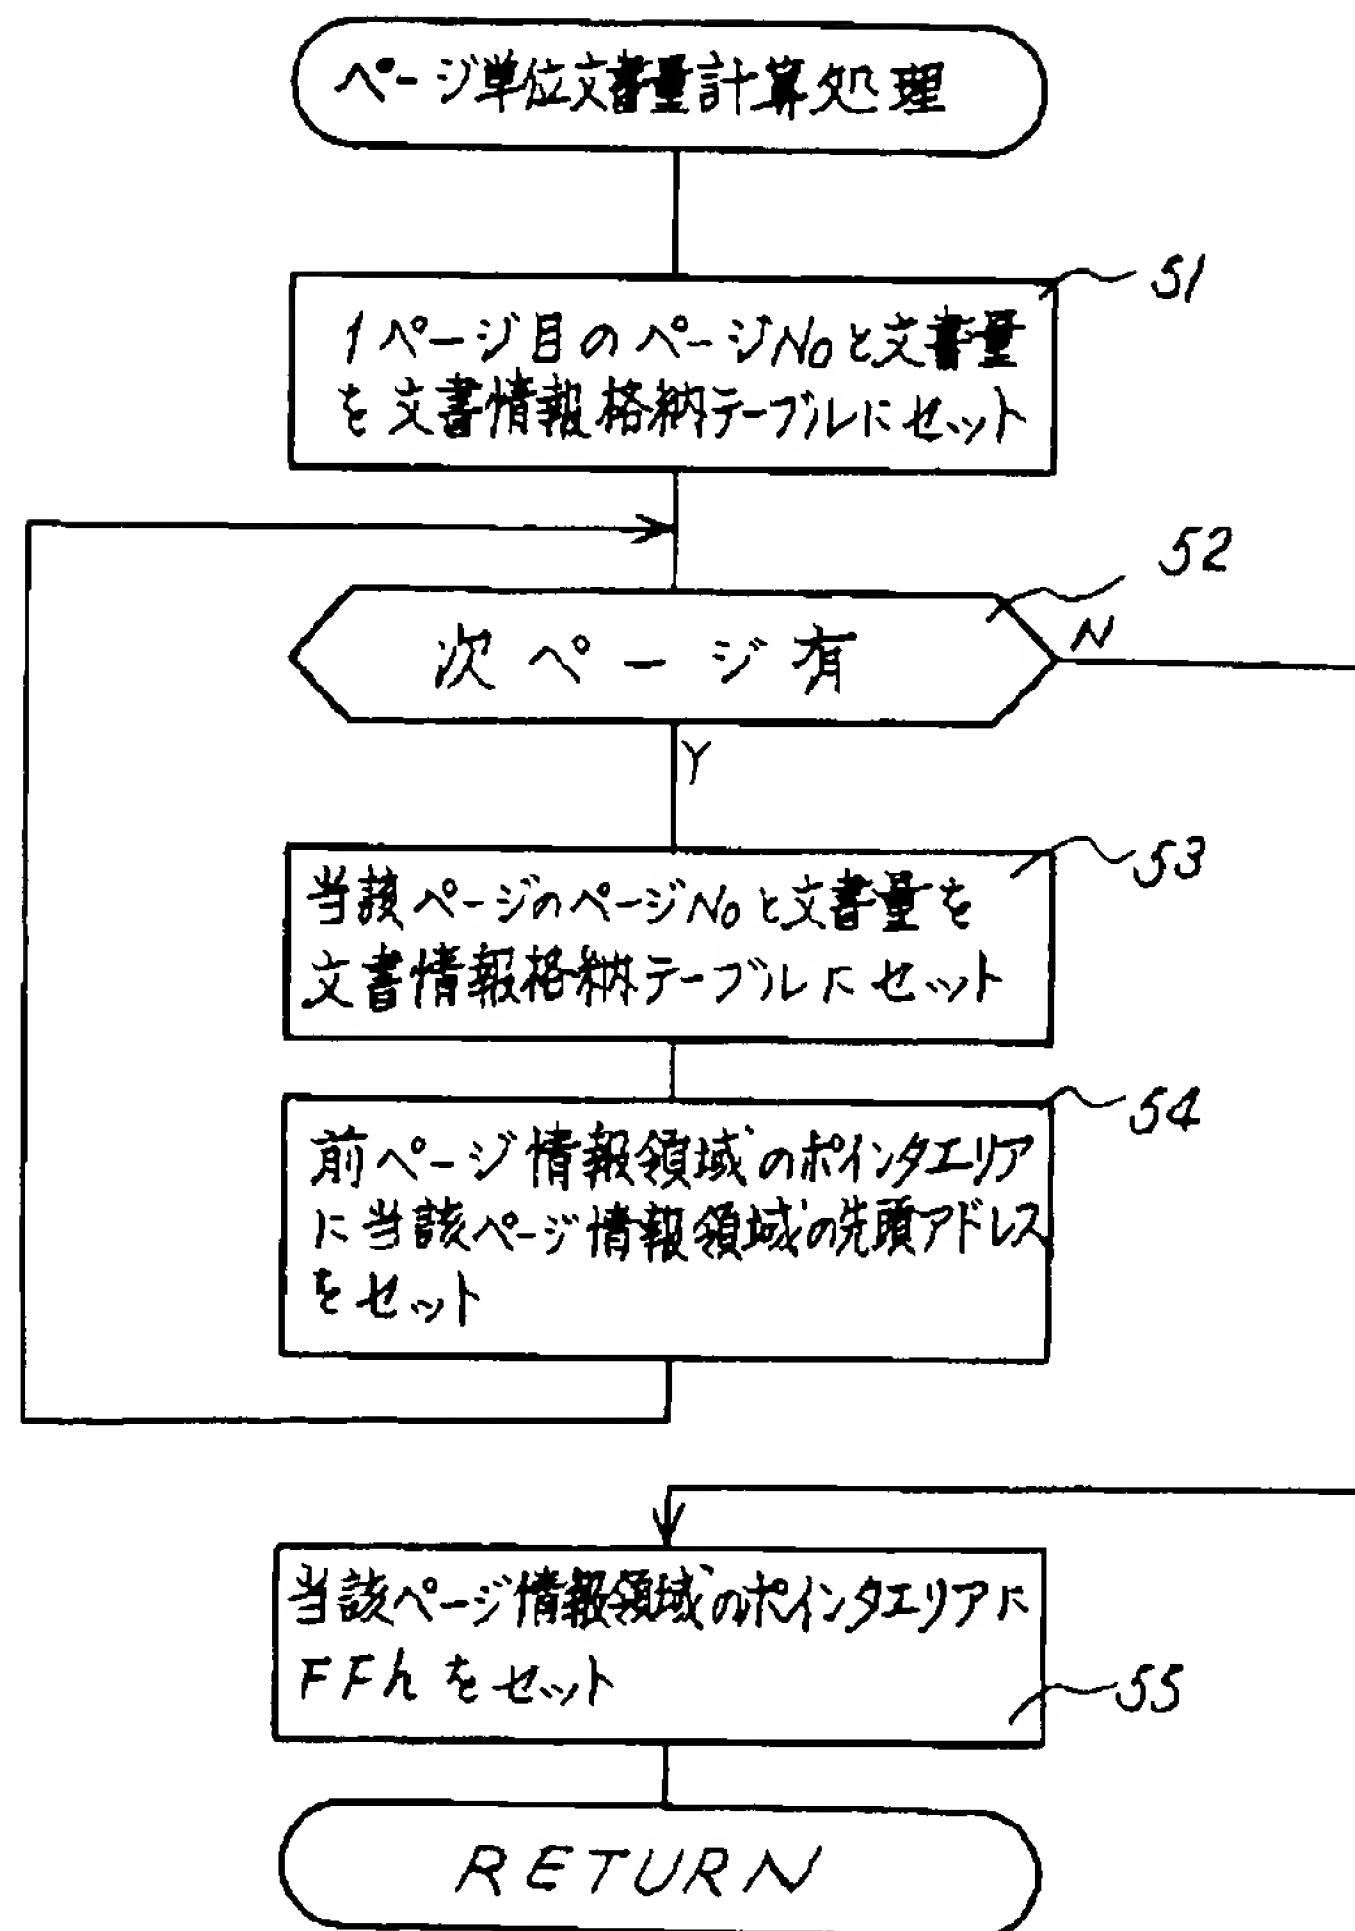 ページ単位文書量計算処理
51
1ページ目のページNoと文書量
を文書情報格納テーブルにセット
52
次ページ有
N
Y
53
当該ページのページNoと文書量を
文書情報格納テーブルにセット
54
前ページ情報領域のポインタエリア
に当該ページ情報領域の先頭アドレス
をセット
当該ページ情報領域のポインタエリアに
FFhをセット
55
RETURN